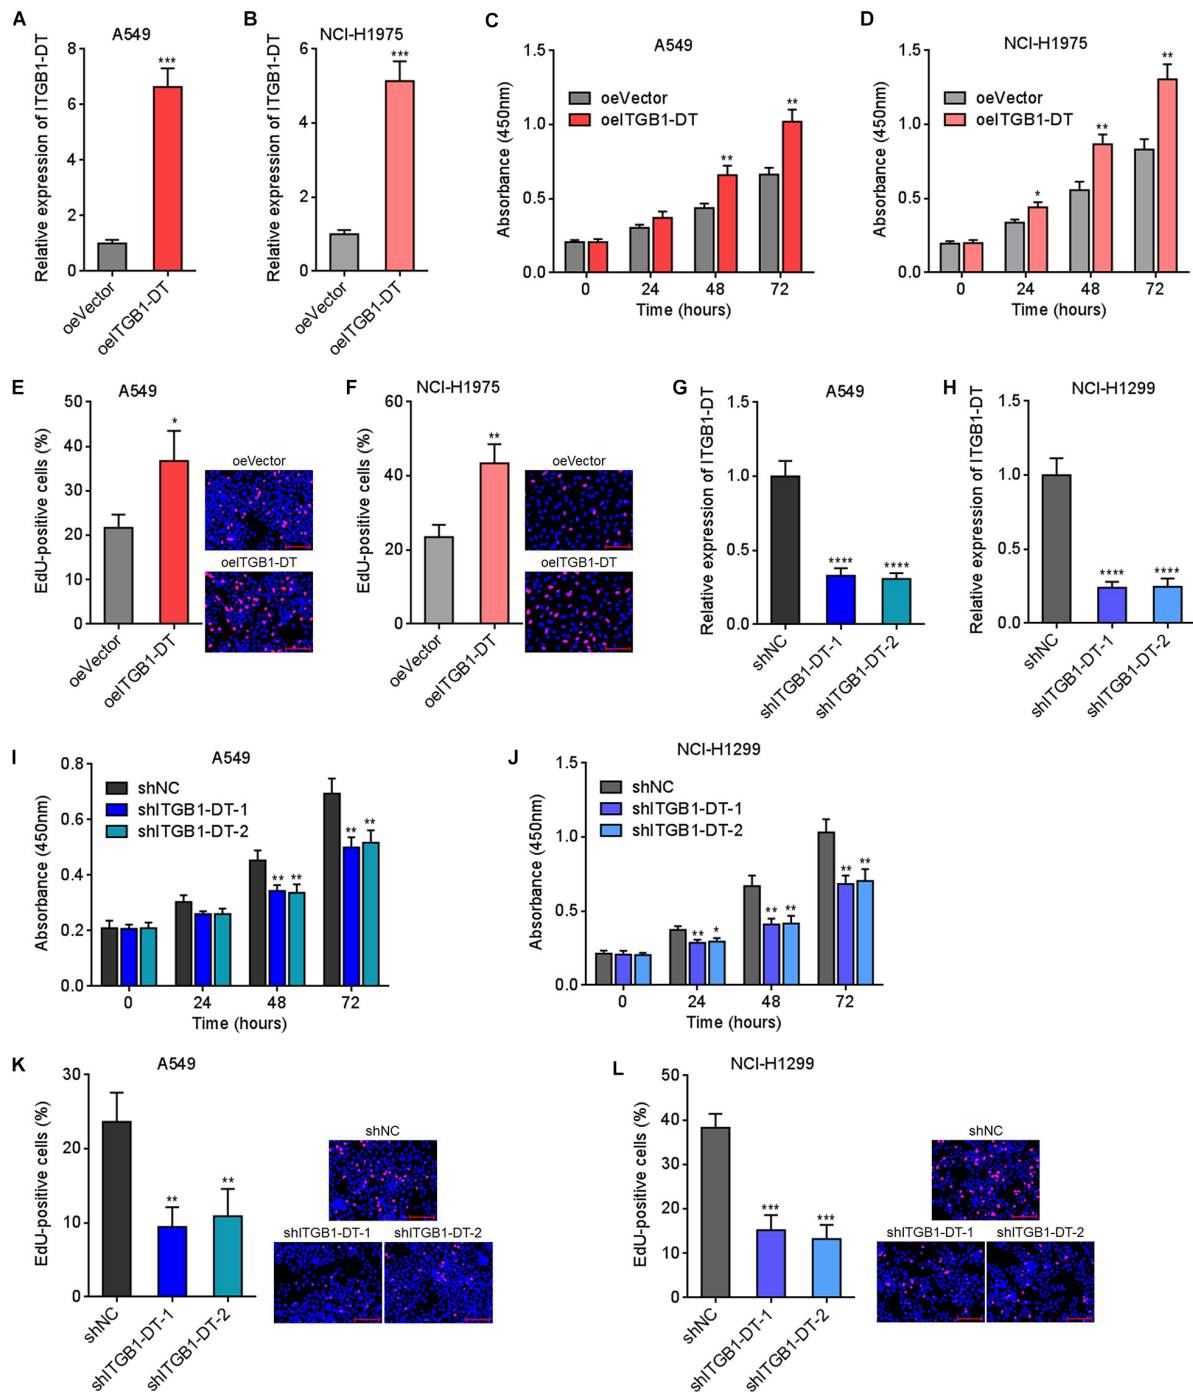 A
A549
Relative expression of ITGB1-DT
8
6
4
2
0
***
oeVector
oeITGB1-DT
B
NCI-H1975
Relative expression of ITGB1-DT
6
4
2
0
***
oeVector
oeITGB1-DT
C
A549
Absorbance (450nm)
1.5
1.0
0.5
0.0
oeVector
oeITGB1-DT
**
**
0 24 48 72
Time (hours)
D
NCI-H1975
Absorbance (450nm)
1.5
1.0
0.5
0.0
oeVector
oeITGB1-DT
*
**
**
0 24 48 72
Time (hours)
E
A549
EdU-positive cells (%)
50
40
30
20
10
0
*
oeVector
oeITGB1-DT
oeVector
oeITGB1-DT
F
NCI-H1975
EdU-positive cells (%)
60
40
20
0
**
oeVector
oeITGB1-DT
oeVector
oeITGB1-DT
G
A549
Relative expression of ITGB1-DT
1.5
1.0
0.5
0.0
**** ****
shNC
shITGB1-DT-1
shITGB1-DT-2
H
NCI-H1299
Relative expression of ITGB1-DT
1.5
1.0
0.5
0.0
**** ****
shNC
shITGB1-DT-1
shITGB1-DT-2
I
A549
Absorbance (450nm)
0.8
0.6
0.4
0.2
0.0
shNC
shITGB1-DT-1
shITGB1-DT-2
** **
** **
0 24 48 72
Time (hours)
J
NCI-H1299
Absorbance (450nm)
1.5
1.0
0.5
0.0
shNC
shITGB1-DT-1
shITGB1-DT-2
** *
** **
** **
0 24 48 72
Time (hours)
K
A549
EdU-positive cells (%)
30
20
10
0
** **
shNC
shITGB1-DT-1
shITGB1-DT-2
shNC
shITGB1-DT-1 shITGB1-DT-2
L
NCI-H1299
EdU-positive cells (%)
50
40
30
20
10
0
*** ***
shNC
shITGB1-DT-1
shITGB1-DT-2
shNC
shITGB1-DT-1 shITGB1-DT-2